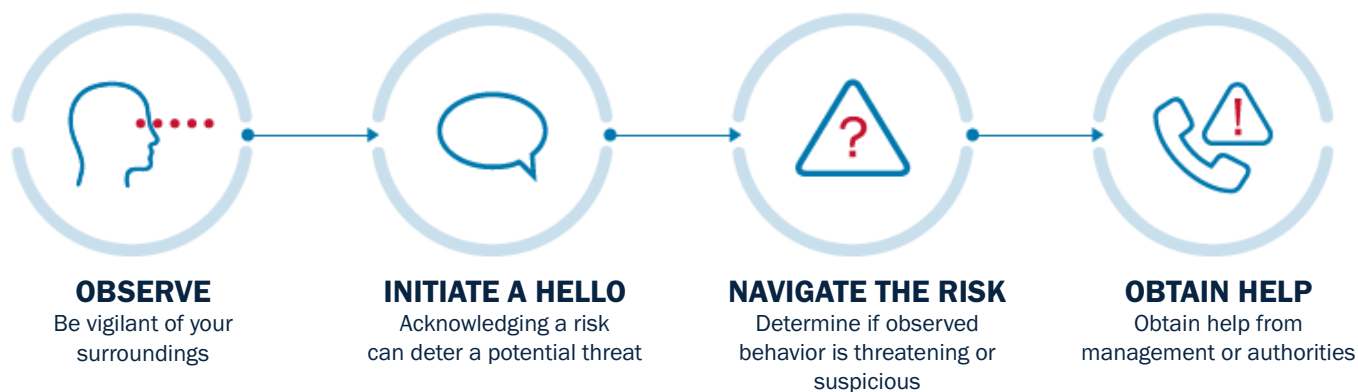 ?
!
OBSERVE
Be vigilant of your
surroundings
INITIATE A HELLO
Acknowledging a risk
can deter a potential threat
NAVIGATE THE RISK
Determine if observed
behavior is threatening or
suspicious
OBTAIN HELP
Obtain help from
management or authorities